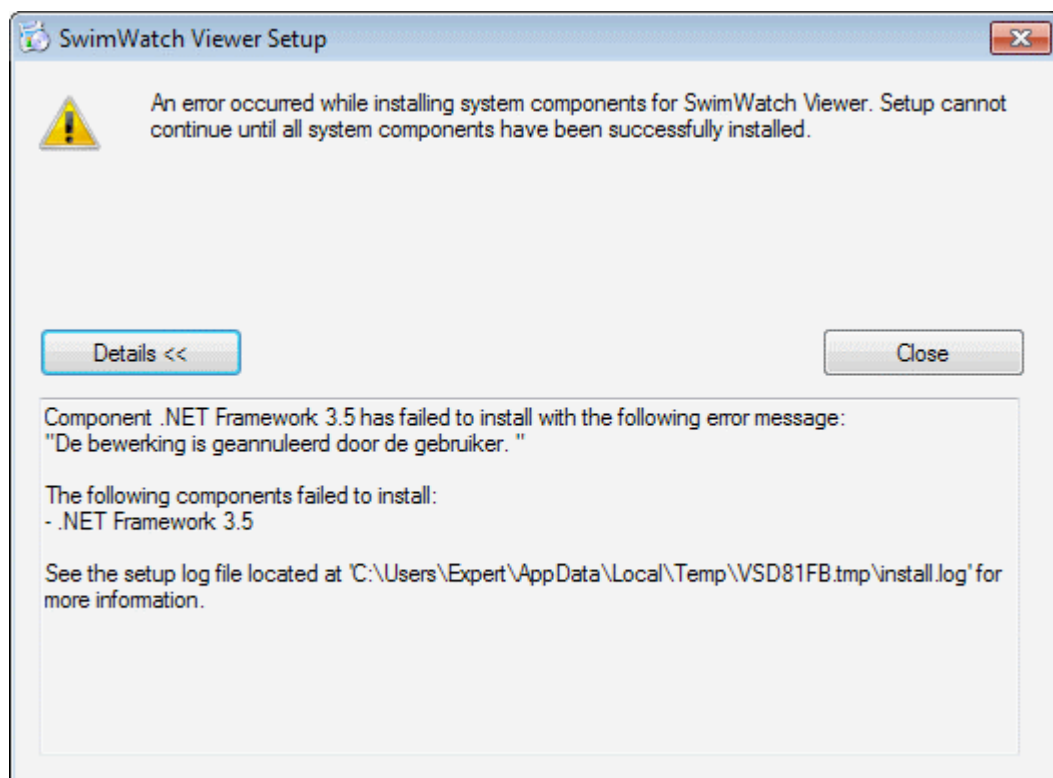 SwimWatch Viewer Setup
An error occurred while installing system components for SwimWatch Viewer. Setup cannot
continue until all system components have been successfully installed.
Details <<
Close
Component .NET Framework 3.5 has failed to install with the following error message:
"De bewerking is geannuleerd door de gebruiker. "
The following components failed to install:
- .NET Framework 3.5
See the setup log file located at 'C:\Users\Expert\AppData\Local\Temp\VSD81FB.tmp\install.log' for
more information.